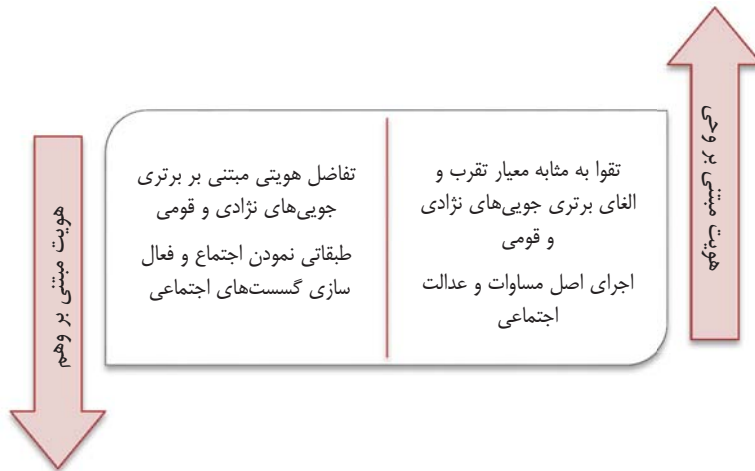 هویت مبتنی بر وحی
تقوا به مثابه معیار تقرب و
الغای برتری جویی‌های نژادی
و قومی
اجرای اصل مساوات و عدالت
اجتماعی
تفاضل هویتی مبتنی بر برتری
جویی‌های نژادی و قومی
طبقاتی نمودن اجتماع و فعال
سازی گسست‌های اجتماعی
هویت مبتنی بر وهم